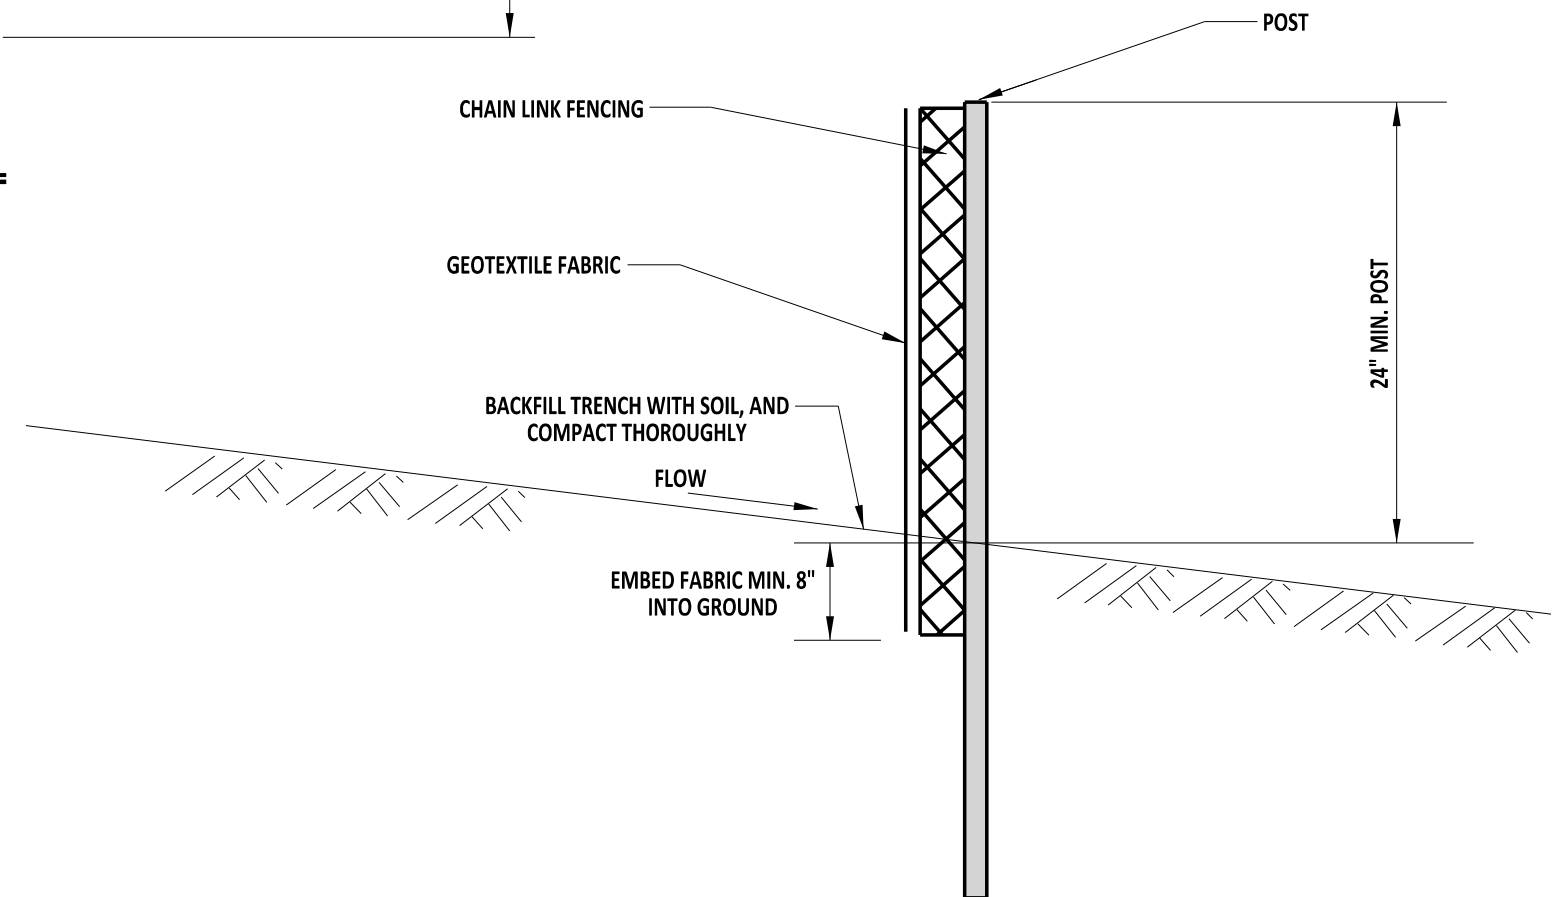 POST
CHAIN LINK FENCING
GEOTEXTILE FABRIC
24" MIN. POST
BACKFILL TRENCH WITH SOIL, AND
COMPACT THOROUGHLY
FLOW
EMBED FABRIC MIN. 8"
INTO GROUND